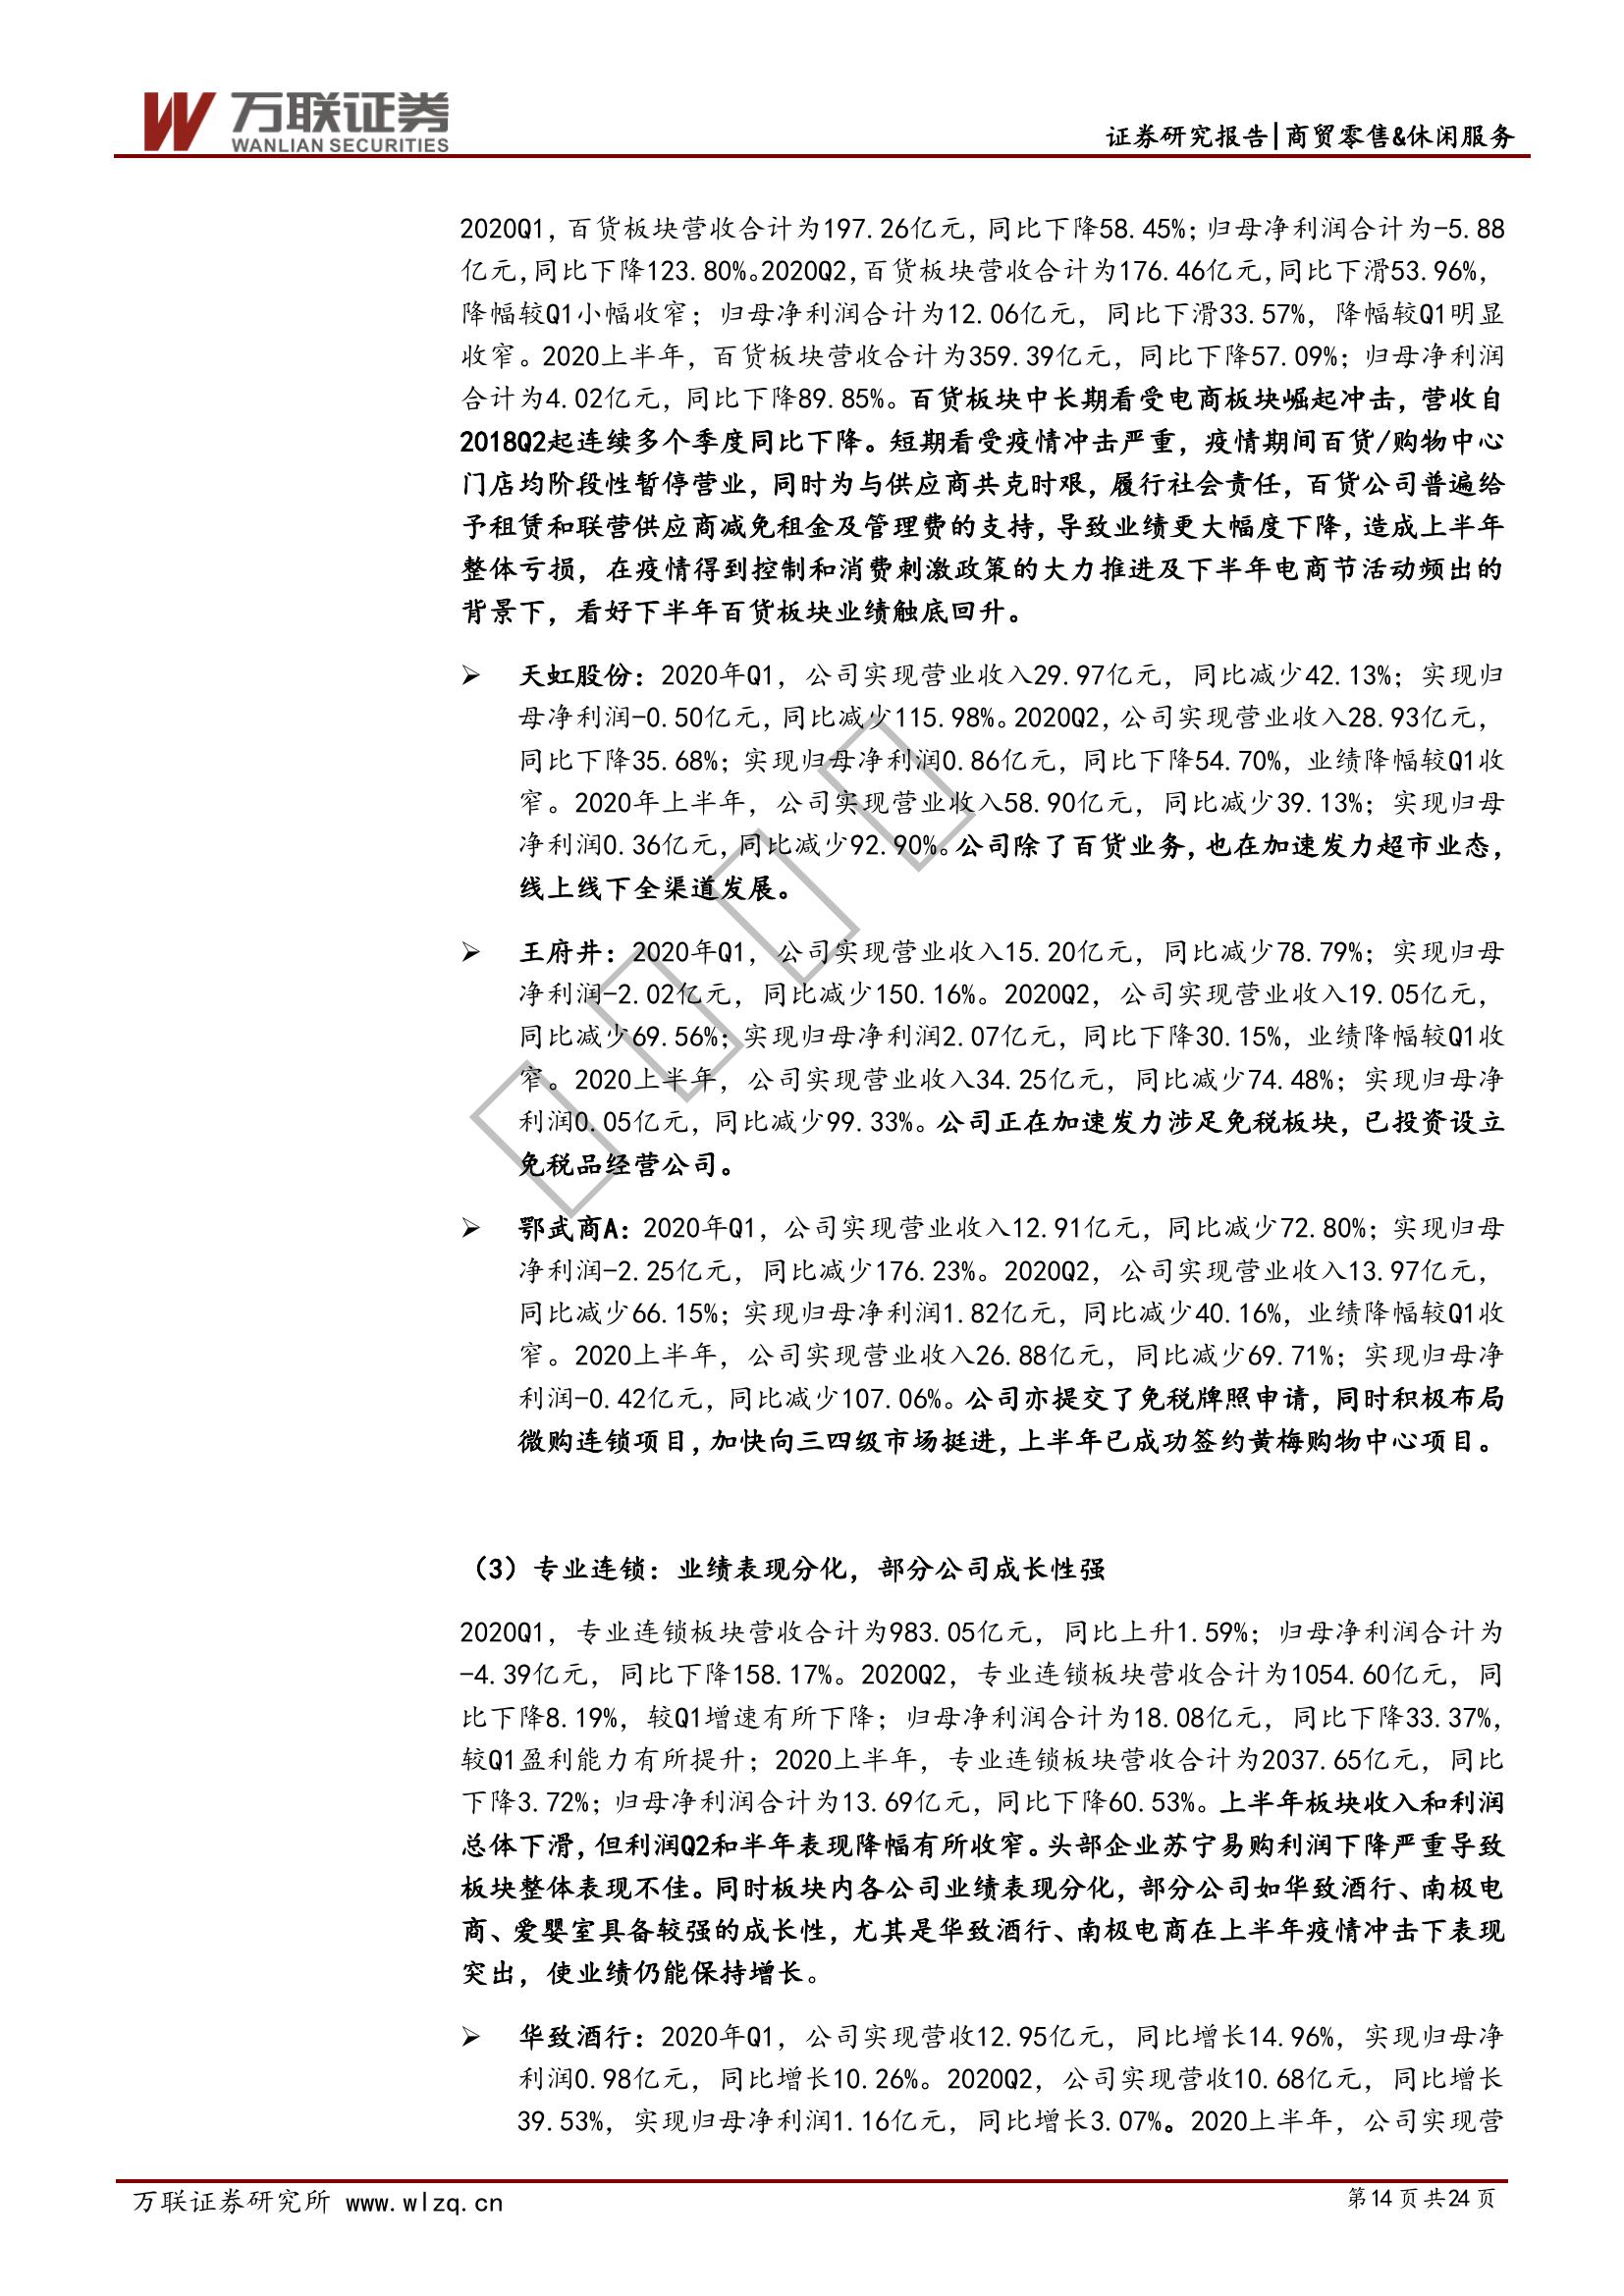 万联证券
WANLIAN SECURITIES
证券研究报告|商贸零售&休闲服务
2020Q1，百货板块营收合计为197.26亿元，同比下降58.45%；归母净利润合计为-5.88
亿元，同比下降123.80%。2020Q2，百货板块营收合计为176.46亿元，同比下滑53.96%，
降幅较Q1小幅收窄；归母净利润合计为12.06亿元，同比下滑33.57%，降幅较Q1明显
收窄。2020上半年，百货板块营收合计为359.39亿元，同比下降57.09%；归母净利润
合计为4.02亿元，同比下降89.85%。百货板块中长期看受电商板块崛起冲击，营收自
2018Q2起连续多个季度同比下降。短期看受疫情冲击严重，疫情期间百货/购物中心
门店均阶段性暂停营业，同时为与供应商共克时艰，履行社会责任，百货公司普遍给
予租赁和联营供应商减免租金及管理费的支持，导致业绩更大幅度下降，造成上半年
整体亏损，在疫情得到控制和消费刺激政策的大力推进及下半年电商节活动频出的
背景下，看好下半年百货板块业绩触底回升。
➢ 天虹股份：2020年Q1，公司实现营业收入29.97亿元，同比减少42.13%；实现归
母净利润-0.50亿元，同比减少115.98%。2020Q2，公司实现营业收入28.93亿元，
同比下降35.68%；实现归母净利润0.86亿元，同比下降54.70%，业绩降幅较Q1收
窄。2020年上半年，公司实现营业收入58.90亿元，同比减少39.13%；实现归母
净利润0.36亿元，同比减少92.90%。公司除了百货业务，也在加速发力超市业态，
线上线下全渠道发展。
➢ 王府井：2020年Q1，公司实现营业收入15.20亿元，同比减少78.79%；实现归母
净利润-2.02亿元，同比减少150.16%。2020Q2，公司实现营业收入19.05亿元，
同比减少69.56%；实现归母净利润2.07亿元，同比下降30.15%，业绩降幅较Q1收
窄。2020上半年，公司实现营业收入34.25亿元，同比减少74.48%；实现归母净
利润0.05亿元，同比减少99.33%。公司正在加速发力涉足免税板块，已投资设立
免税品经营公司。
➢ 鄂武商A：2020年Q1，公司实现营业收入12.91亿元，同比减少72.80%；实现归母
净利润-2.25亿元，同比减少176.23%。2020Q2，公司实现营业收入13.97亿元，
同比减少66.15%；实现归母净利润1.82亿元，同比减少40.16%，业绩降幅较Q1收
窄。2020上半年，公司实现营业收入26.88亿元，同比减少69.71%；实现归母净
利润-0.42亿元，同比减少107.06%。公司亦提交了免税牌照申请，同时积极布局
微购连锁项目，加快向三四级市场挺进，上半年已成功签约黄梅购物中心项目。
（3）专业连锁：业绩表现分化，部分公司成长性强
2020Q1，专业连锁板块营收合计为983.05亿元，同比上升1.59%；归母净利润合计为
-4.39亿元，同比下降158.17%。2020Q2，专业连锁板块营收合计为1054.60亿元，同
比下降8.19%，较Q1增速有所下降；归母净利润合计为18.08亿元，同比下降33.37%，
较Q1盈利能力有所提升；2020上半年，专业连锁板块营收合计为2037.65亿元，同比
下降3.72%；归母净利润合计为13.69亿元，同比下降60.53%。上半年板块收入和利润
总体下滑，但利润Q2和半年表现降幅有所收窄。头部企业苏宁易购利润下降严重导致
板块整体表现不佳。同时板块内各公司业绩表现分化，部分公司如华致酒行、南极电
商、爱婴室具备较强的成长性，尤其是华致酒行、南极电商在上半年疫情冲击下表现
突出，使业绩仍能保持增长。
➢ 华致酒行：2020年Q1，公司实现营收12.95亿元，同比增长14.96%，实现归母净
利润0.98亿元，同比增长10.26%。2020Q2，公司实现营收10.68亿元，同比增长
39.53%，实现归母净利润1.16亿元，同比增长3.07%。2020上半年，公司实现营
万联证券研究所 www.wlzq.cn
第14页共24页